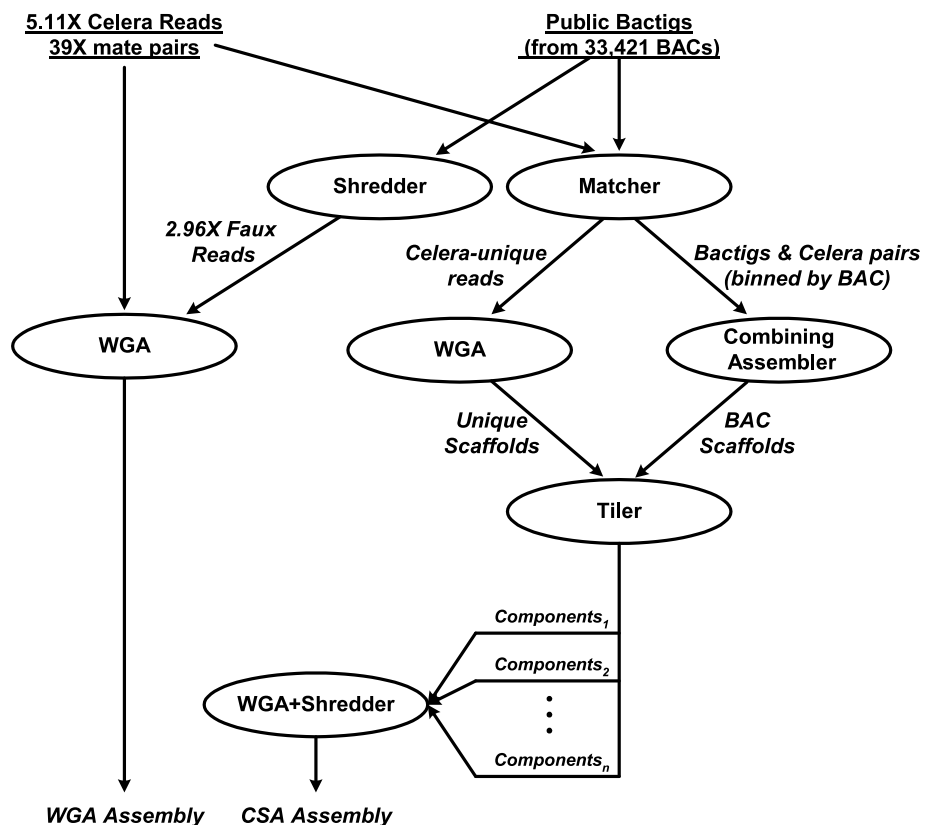 5.11X Celera Reads
39X mate pairs
Public Bactigs
(from 33,421 BACs)
Shredder
Matcher
2.96X Faux
Reads
Celera-unique
reads
Bactigs & Celera pairs
(binned by BAC)
WGA
WGA
Combining
Assembler
Unique
Scaffolds
BAC
Scaffolds
Tiler
Components1
Components2
Componentsn
WGA+Shredder
WGA Assembly
CSA Assembly